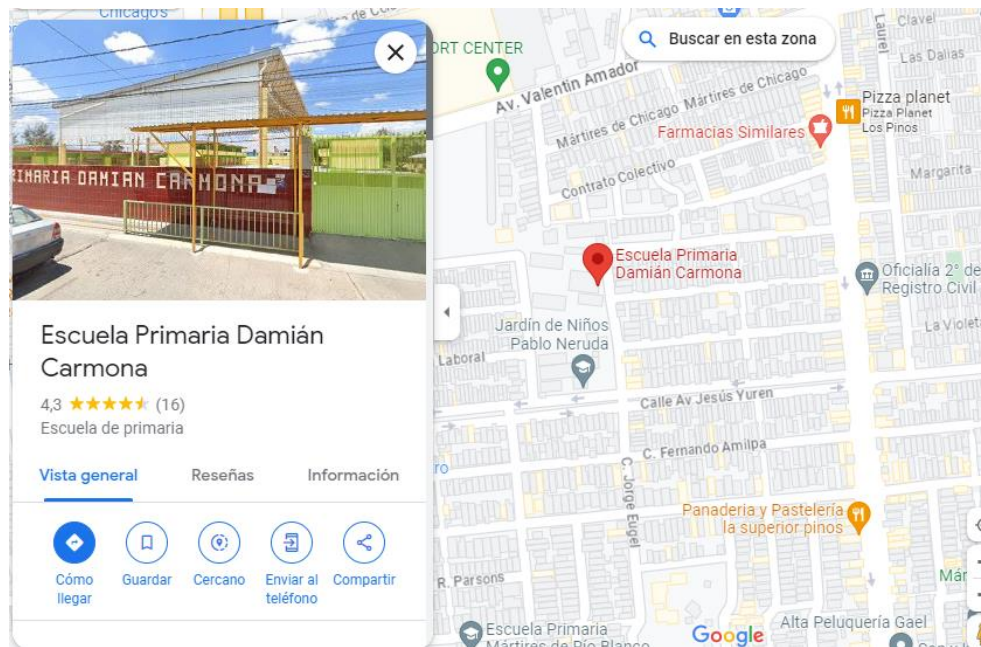 Chicago's
RIMARIA DAMIAN CARMONA
Escuela Primaria Damián
Carmona
4,3
(16)
Escuela de primaria
Vista general
Reseñas
Información
Cómo
llegar
Guardar
Cercano
Enviar al
teléfono
Compartir
ORT CENTER
Buscar en esta zona
Av. Valentin Amador
Mártires de Chicago
Mártires de Chicago
Contrato Colectivo
Farmacias Similares
Laurel
Clavel
Las Dalias
Pizza planet
Pizza Planet
Los Pinos
Margarita
Escuela Primaria
Damián Carmona
Oficialía 2° de
Registro Civil
La Violeta
Jardín de Niños
Pablo Neruda
Laboral
Calle Av Jesús Yuren
C. Fernando Amilpa
C. Jorge Eugel
Panaderia y Pastelería
la superior pinos
R. Parsons
Escuela Primaria
Mártires de Río Blanco
Google
Alta Peluquería Gael
Már